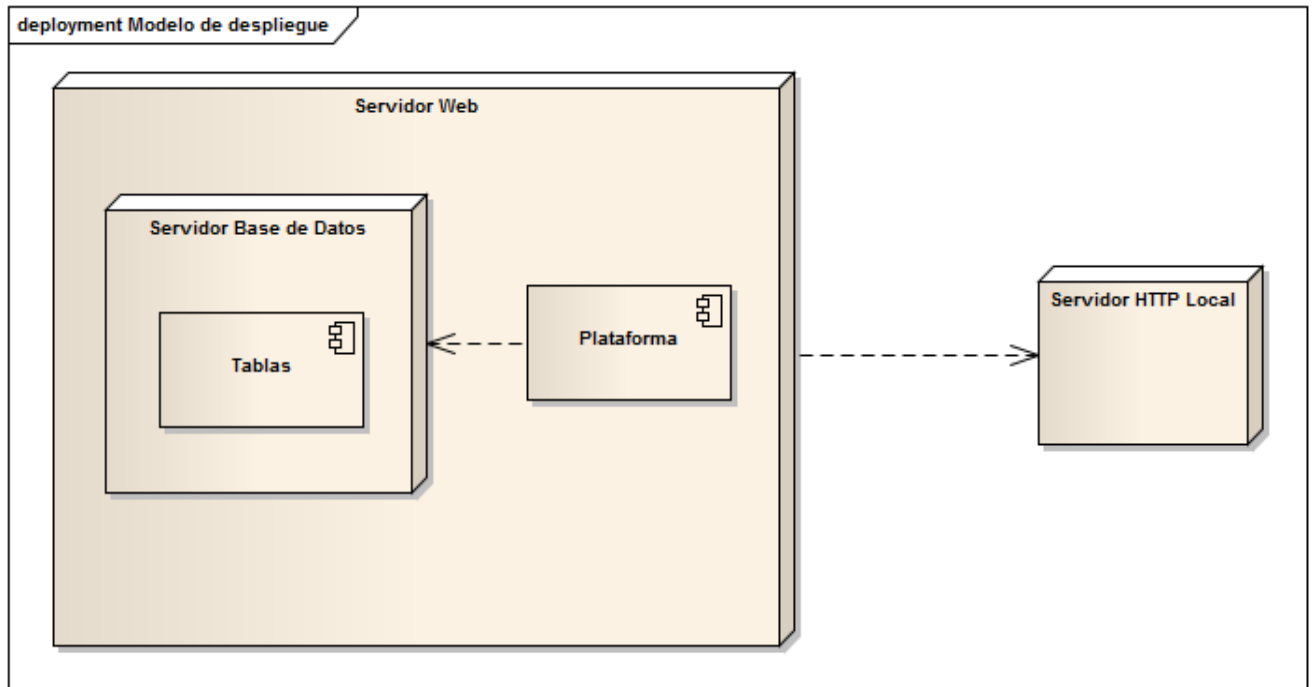 deployment Modelo de despliegue
Servidor Web
Servidor Base de Datos
Tablas
Plataforma
Servidor HTTP Local